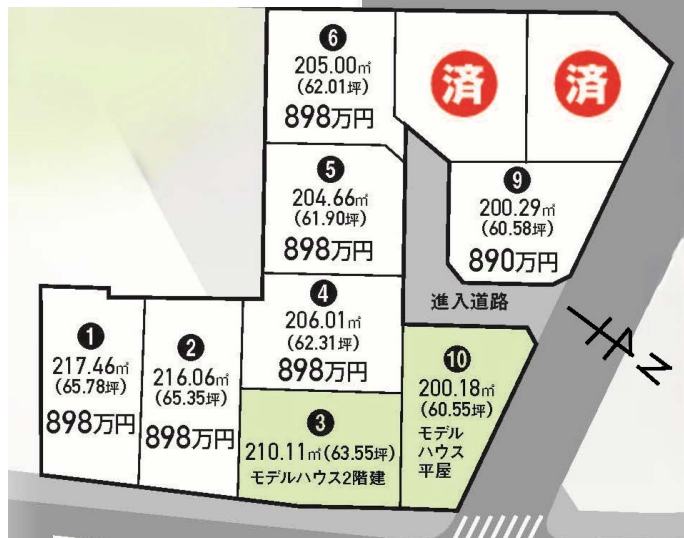 ❶
217.46㎡
(65.78坪)
898万円
❷
216.06㎡
(65.35坪)
898万円
❸
210.11㎡(63.55坪)
モデルハウス2階建
❹
206.01㎡
(62.31坪)
898万円
❺
204.66㎡
(61.90坪)
898万円
❻
205.00㎡
(62.01坪)
898万円
済
済
❾
200.29㎡
(60.58坪)
890万円
進入道路
❿
200.18㎡
(60.55坪)
モデル
ハウス
平屋
N